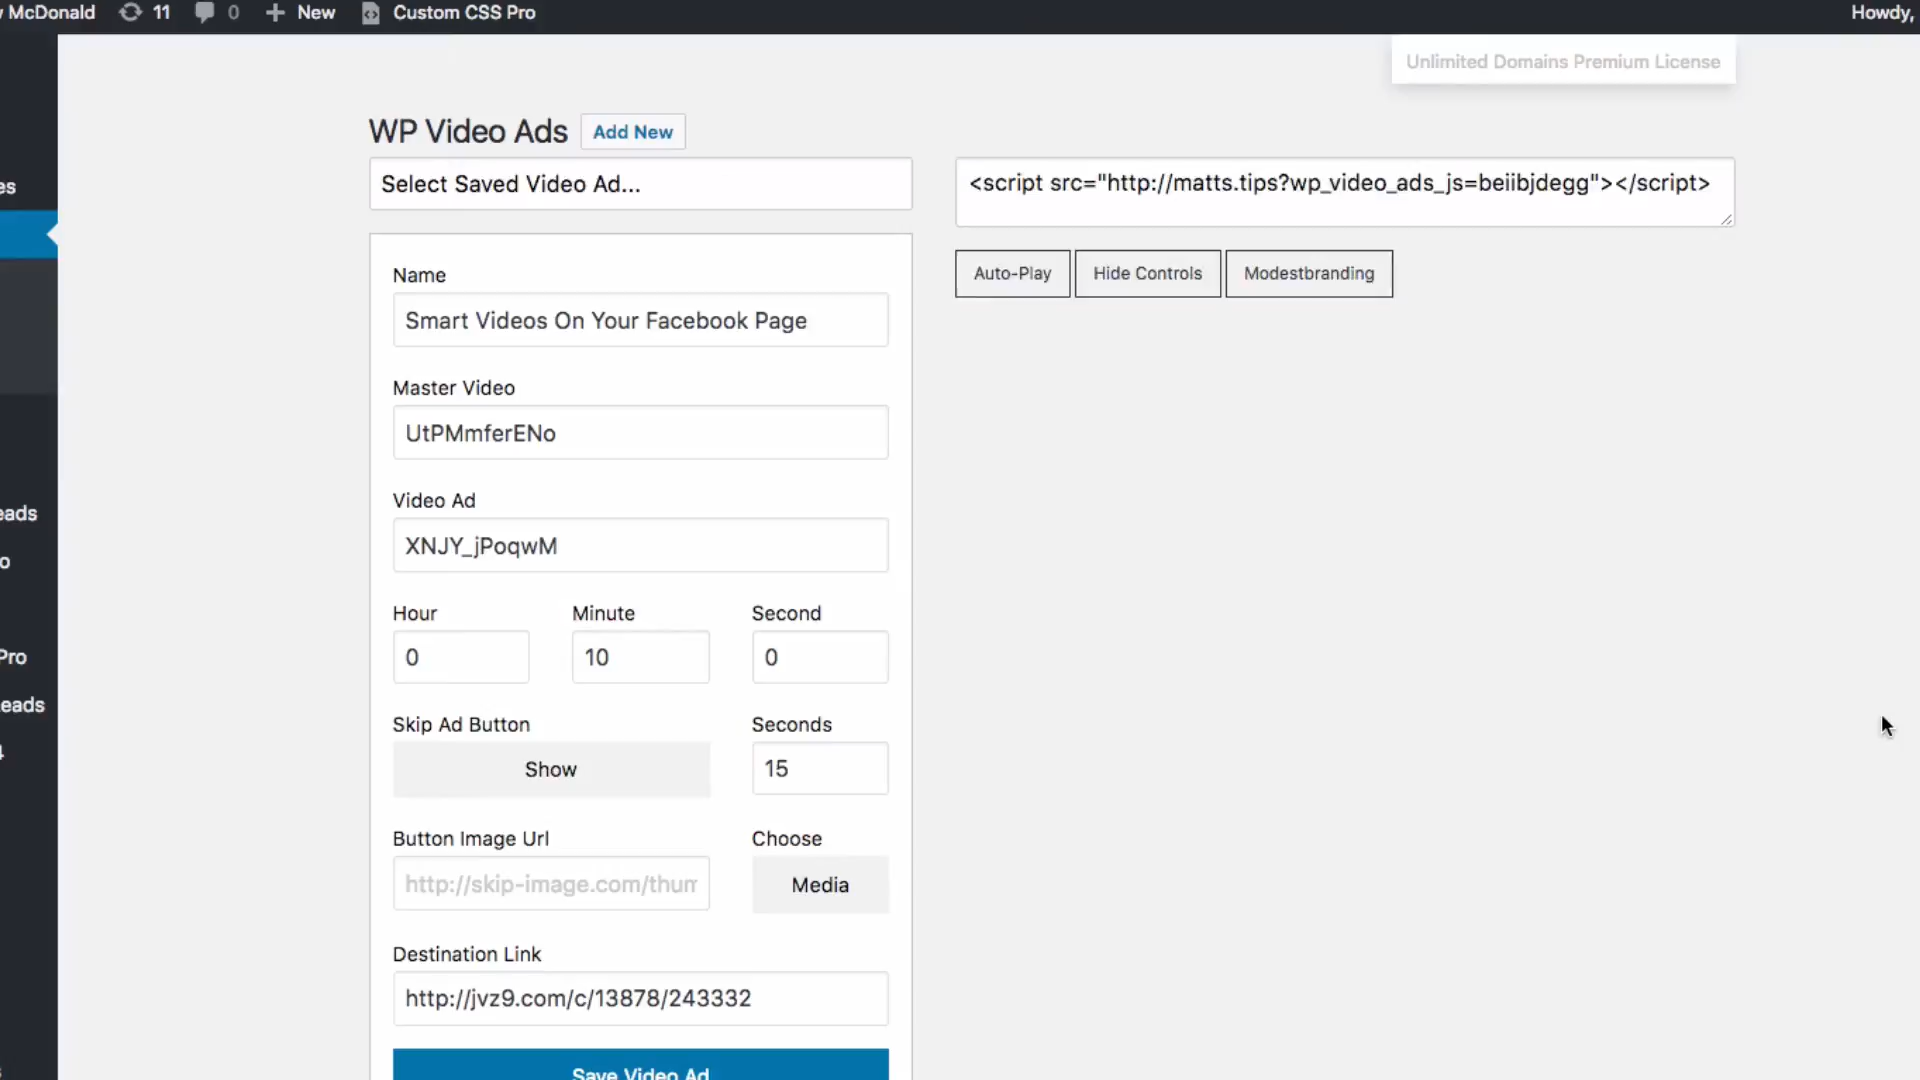 McDonald 11 0 New Custom CSS Pro Howdy,
Unlimited Domains Premium License
WP Video Ads Add New
Select Saved Video Ad...
<script src="http://matts.tips?wp_video_ads_js=beiibjdegg"></script>
Auto-Play Hide Controls Modestbranding
Name
Smart Videos On Your Facebook Page
Master Video
UtPMmferENo
Video Ad
XNJY_jPoqwM
Hour Minute Second
0 10 0
Skip Ad Button Seconds
Show 15
Button Image Url Choose
http://skip-image.com/thum Media
Destination Link
http://jvz9.com/c/13878/243332
Save Video Ad
es
eads
o
Pro
eads